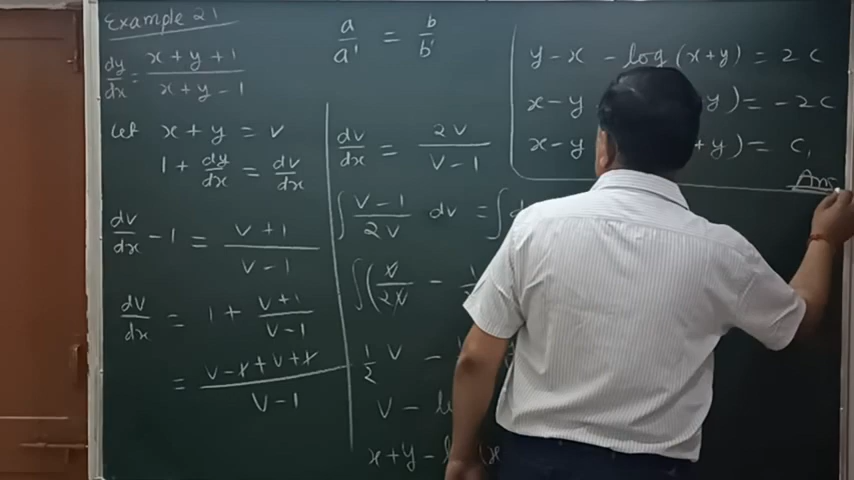 Example 21
dy/dx = (x + y + 1)/(x + y - 1)
Let x + y = v
1 + dy/dx = dv/dx
dv/dx - 1 = (v + 1)/(v - 1)
dv/dx = 1 + (v + 1)/(v - 1)
= (v - 1 + v + 1)/(v - 1)
a/a' = b/b'
dv/dx = 2v/(v - 1)
∫ (v - 1)/2v dv = ∫
∫ (v/2v -
1/2 v -
v -
x + y -
y - x - log (x+y) = 2c
x - y y) = - 2c
x - y + y) = c₁
Ans